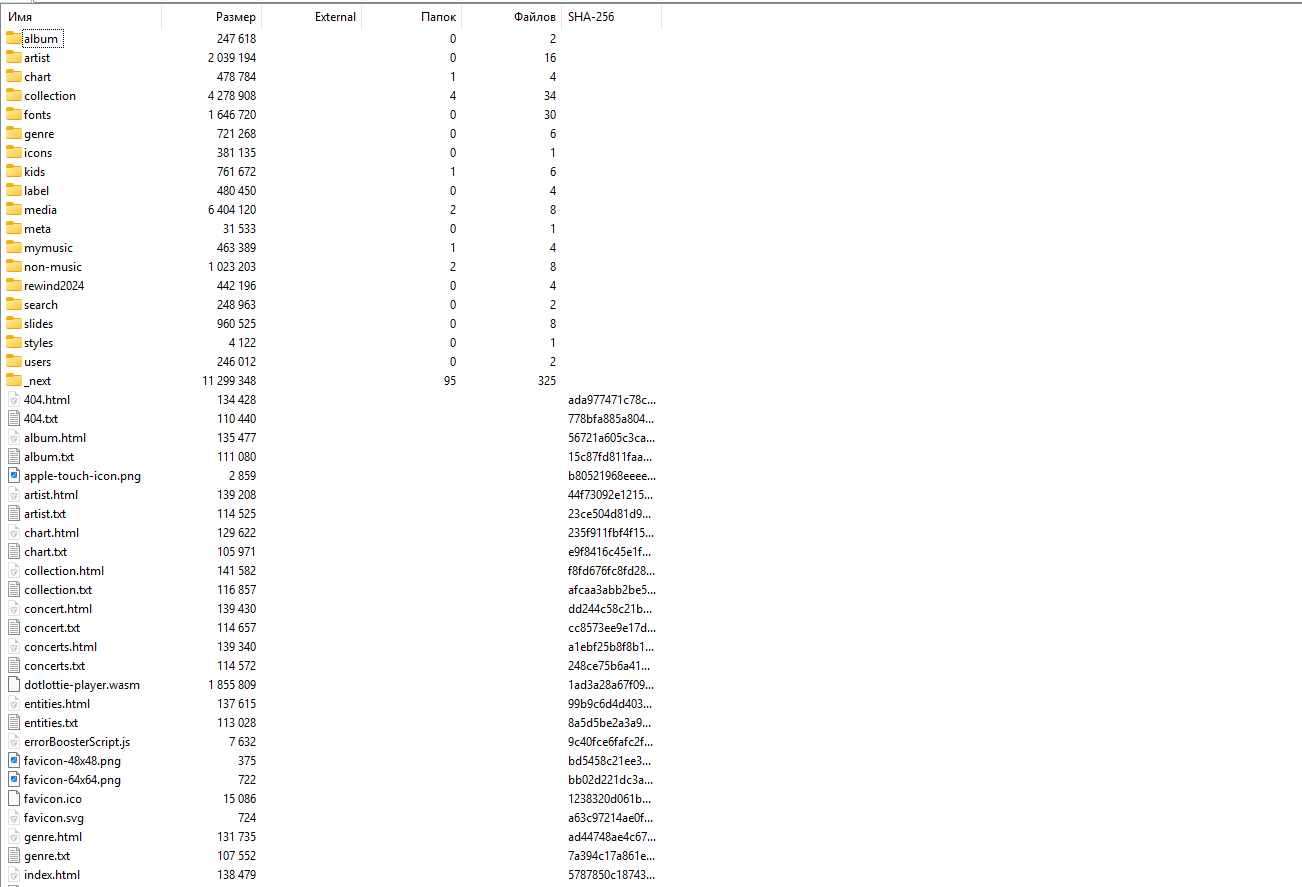 Имя Размер External Папок Файлов SHA-256
album 247 618 0 2
artist 2 039 194 0 16
chart 478 784 1 4
collection 4 278 908 4 34
fonts 1 646 720 0 30
genre 721 268 0 6
icons 381 135 0 1
kids 761 672 1 6
label 480 450 0 4
media 6 404 120 2 8
meta 31 533 0 1
mymusic 463 389 1 4
non-music 1 023 203 2 8
rewind2024 442 196 0 4
search 248 963 0 2
slides 960 525 0 8
styles 4 122 0 1
users 246 012 0 2
_next 11 299 348 95 325
404.html 134 428 ada977471c78c...
404.txt 110 440 778bfa885a804...
album.html 135 477 56721a605c3ca...
album.txt 111 080 15c87fd811faa...
apple-touch-icon.png 2 859 b80521968eeee...
artist.html 139 208 44f73092e1215...
artist.txt 114 525 23ce504d81d9...
chart.html 129 622 235f911fbf4f15...
chart.txt 105 971 e9f8416c45e1f...
collection.html 141 582 f8fd676fc8fd28...
collection.txt 116 857 afcaa3abb2be5...
concert.html 139 430 dd244c58c21b...
concert.txt 114 657 cc8573ee9e17d...
concerts.html 139 340 a1ebf25b8f8b1...
concerts.txt 114 572 248ce75b6a41...
dotlottie-player.wasm 1 855 809 1ad3a28a67f09...
entities.html 137 615 99b9c6d4d403...
entities.txt 113 028 8a5d5be2a3a9...
errorBoosterScript.js 7 632 9c40fce6fafc2f...
favicon-48x48.png 375 bd5458c21ee3...
favicon-64x64.png 722 bb02d221dc3a...
favicon.ico 15 086 1238320d061b...
favicon.svg 724 a63c97214ae0f...
genre.html 131 735 ad44748ae4c67...
genre.txt 107 552 7a394c17a861e...
index.html 138 479 5787850c18743...